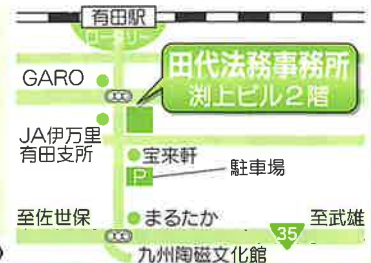 有田駅
ロータリー
GARO
田代法務事務所
渕上ビル2階
JA伊万里
有田支所
宝来軒
P
駐車場
至佐世保
まるたか
35
至武雄
九州陶磁文化館